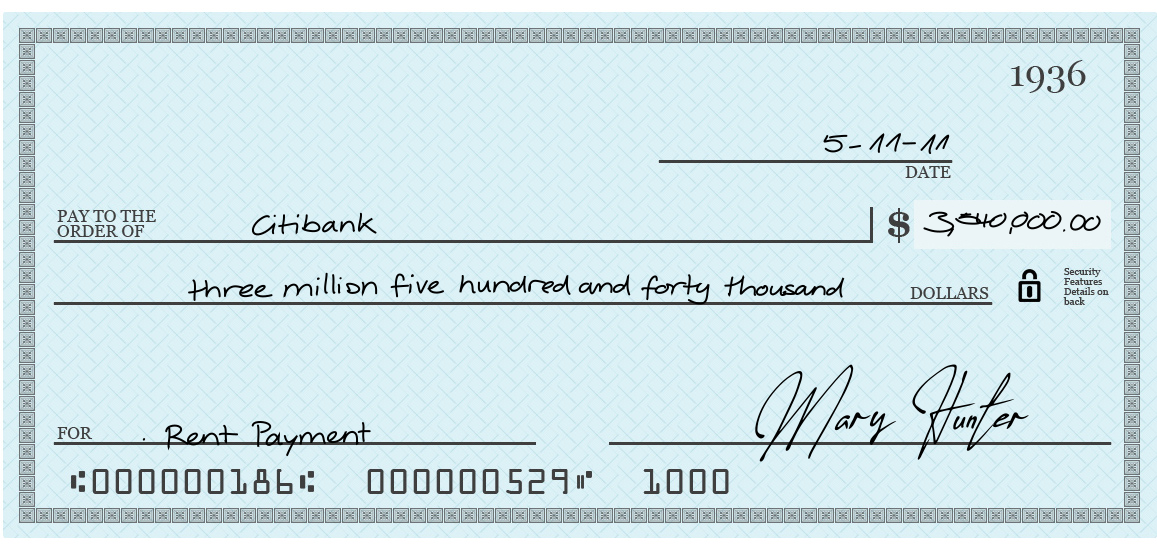 1936
5-11-11
DATE
PAY TO THE
ORDER OF
Citibank
$ 3,540,000.00
three million five hundred and forty thousand DOLLARS
Security
Features
Details on
back
FOR
. Rent Payment
Mary Hunter
⑆000000186⑆ 000000529⑈ 1000